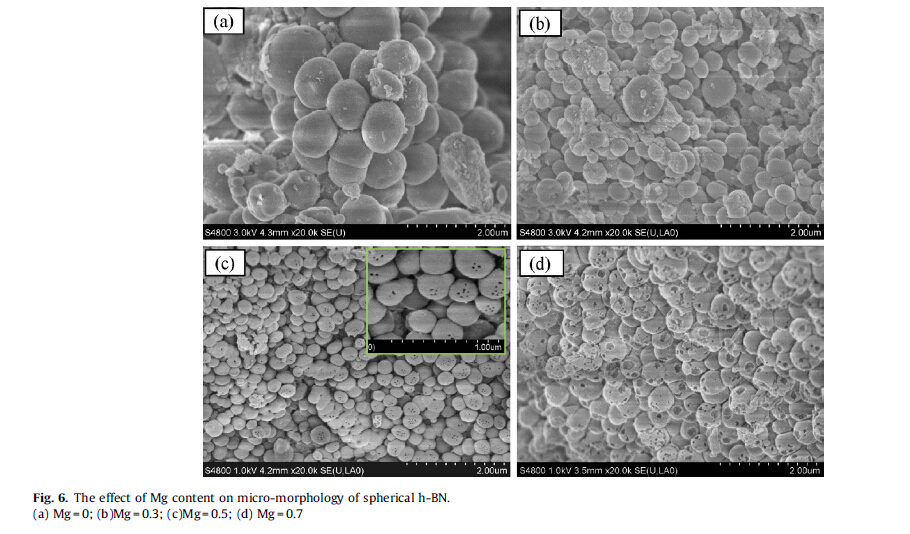 (a)
(b)
S4800 3.0kV 4.3mm x20.0k SE(U)
2.00um
S4800 3.0kV 4.2mm x20.0k SE(U,LA0)
2.00um
(c)
0)
1.00um
(d)
S4800 1.0kV 4.2mm x20.0k SE(U,LA0)
2.00um
S4800 1.0kV 3.5mm x20.0k SE(U,LA0)
2.00um
Fig. 6. The effect of Mg content on micro-morphology of spherical h-BN.
(a) Mg = 0; (b)Mg = 0.3; (c)Mg = 0.5; (d) Mg = 0.7